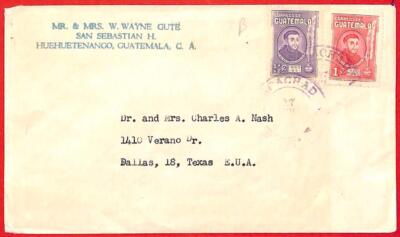 MR. & MRS. W. WAYNE GUTE
SAN SEBASTIAN H.
HUEHUETENANGO, GUATEMALA, C. A.
CORREOS DE
GUATEMALA
CORREOS DE
GUATEMALA
Dr. and Mrs. Charles A. Nash
1410 Verano Dr.
Dallas, 18, Texas E.U.A.